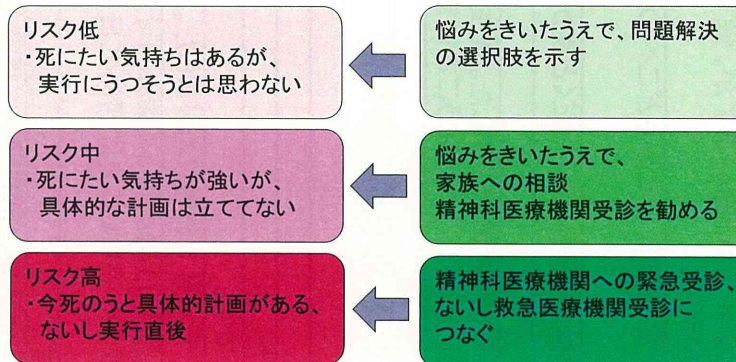 リスク低
・死にたい気持ちはあるが、
実行にうつそうとは思わない
悩みをきいたうえで、問題解決
の選択肢を示す
リスク中
・死にたい気持ちが強いが、
具体的な計画は立ててない
悩みをきいたうえで、
家族への相談
精神科医療機関受診を勧める
リスク高
・今死のうと具体的計画がある、
ないし実行直後
精神科医療機関への緊急受診、
ないし救急医療機関受診に
つなぐ